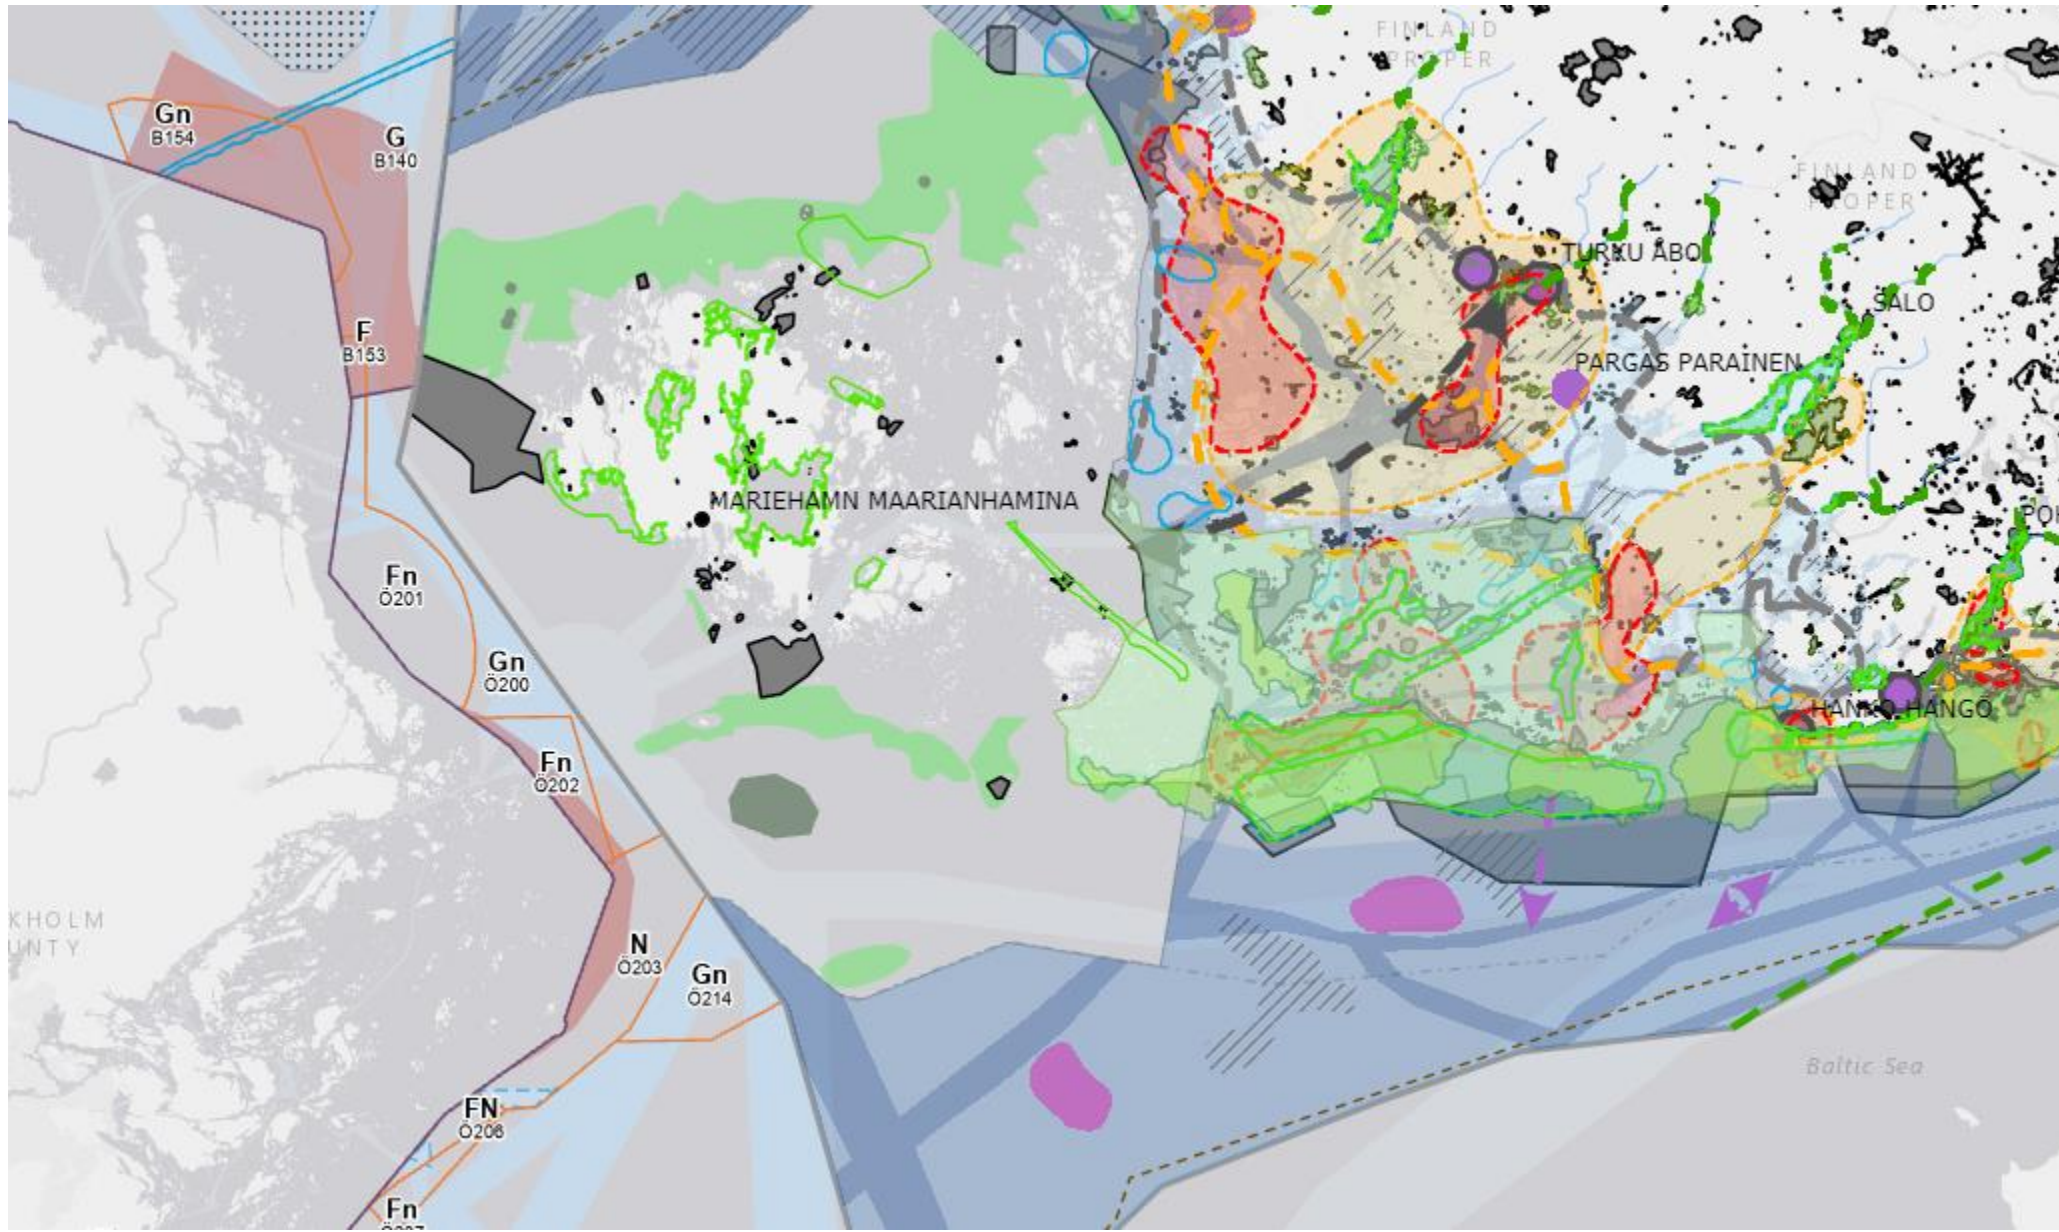 FINLAND
PROPER
Gn
B154
G
B140
FINLAND
PROPER
TURKU ÅBO
SALO
F
B153
PARGAS PARAINEN
MARIEHAMN MAARIANHAMINA
Fn
Ö201
Gn
Ö200
HANKO HANGÖ
Fn
Ö202
KHOLM
UNTY
N
Ö203
Gn
Ö214
Baltic Sea
FN
Ö206
Fn